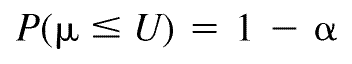 P(μ ≤ U) = 1 − α